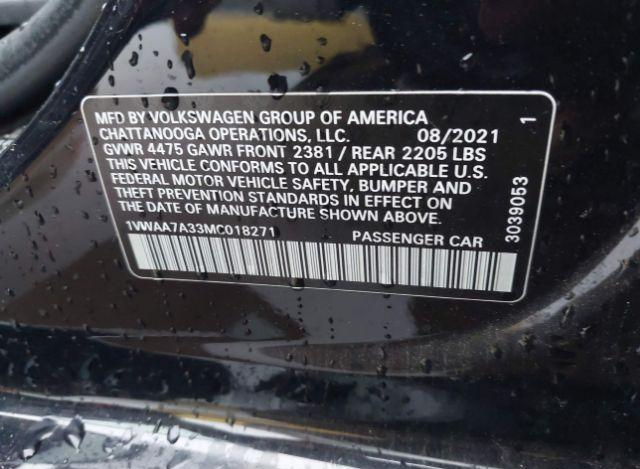 MFD BY VOLKSWAGEN GROUP OF AMERICA
CHATTANOOGA OPERATIONS, LLC. 08/2021
GVWR 4475 GAWR FRONT 2381 / REAR 2205 LBS
THIS VEHICLE CONFORMS TO ALL APPLICABLE U.S.
FEDERAL MOTOR VEHICLE SAFETY, BUMPER AND
THEFT PREVENTION STANDARDS IN EFFECT ON
THE DATE OF MANUFACTURE SHOWN ABOVE.
1VWAA7A33MC018271 PASSENGER CAR
3039053 1